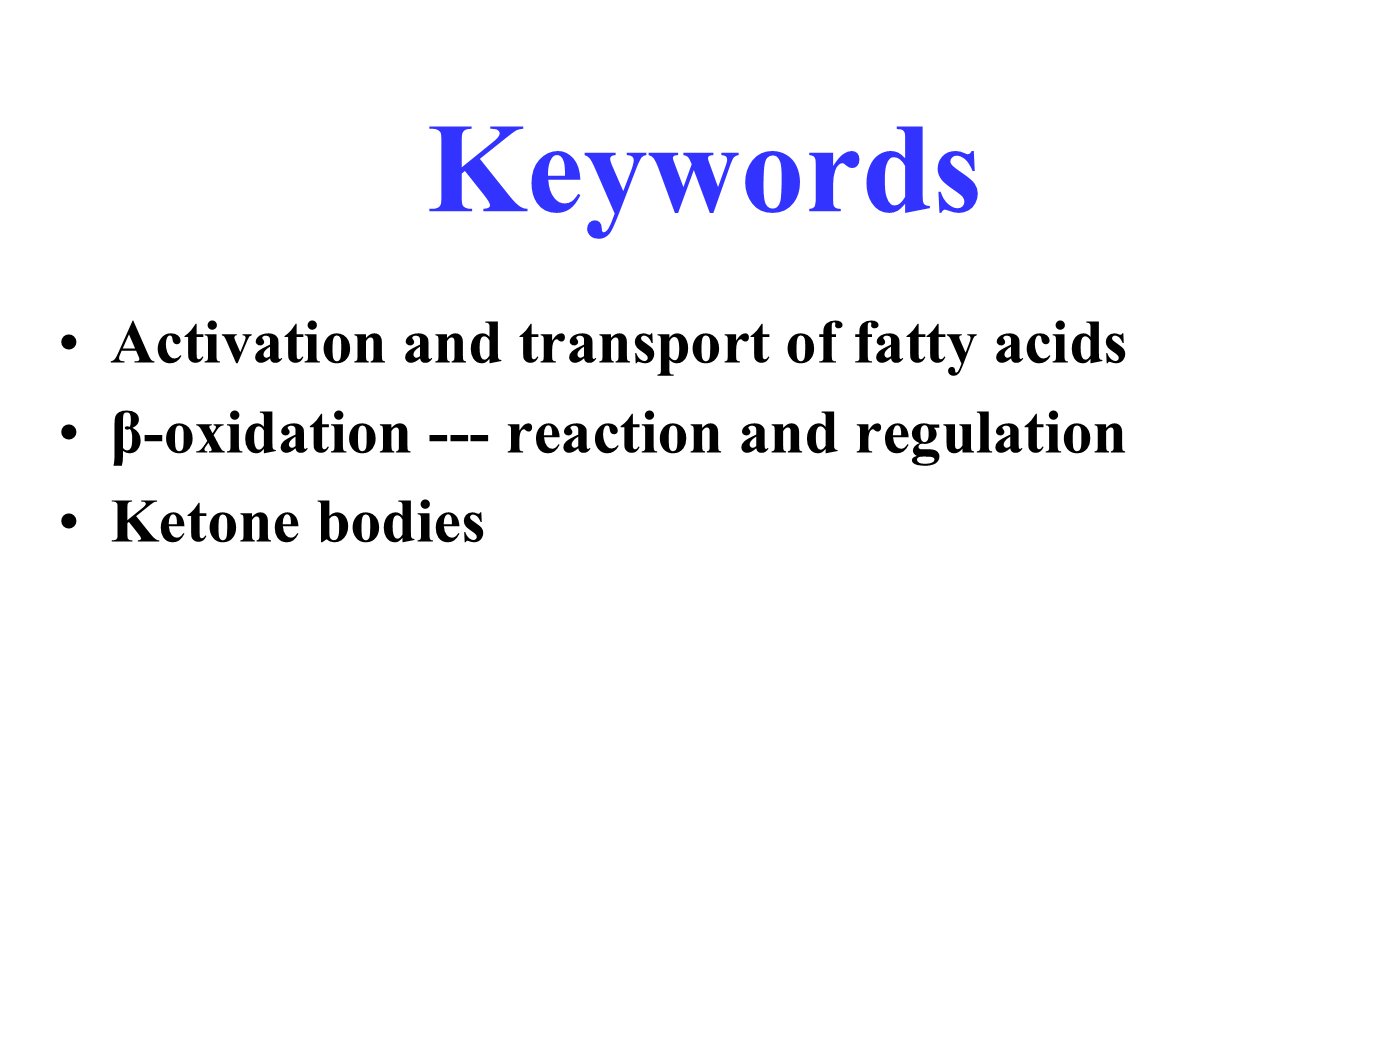 Keywords
• Activation and transport of fatty acids
• β-oxidation --- reaction and regulation
• Ketone bodies